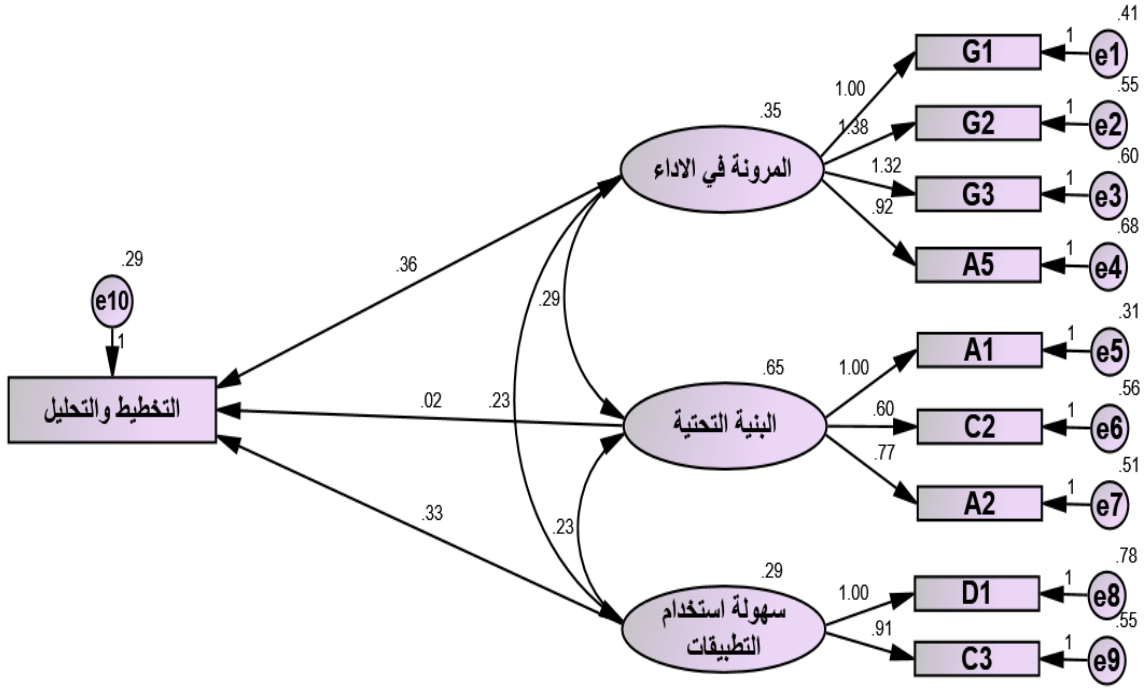 .41
G1
1
e1
1.00
.55
.35
G2
1
e2
1.38
.60
المرونة في الاداء
1.32
G3
1
e3
.92
.68
A5
1
e4
.29
e10
1
.36
.29
.31
A1
1
e5
.65
1.00
.56
التخطيط والتحليل
.02
.23
البنية التحتية
.60
C2
1
e6
.77
.51
A2
1
e7
.33
.23
.78
.29
1.00
D1
1
e8
سهولة استخدام
التطبيقات
.91
.55
C3
1
e9